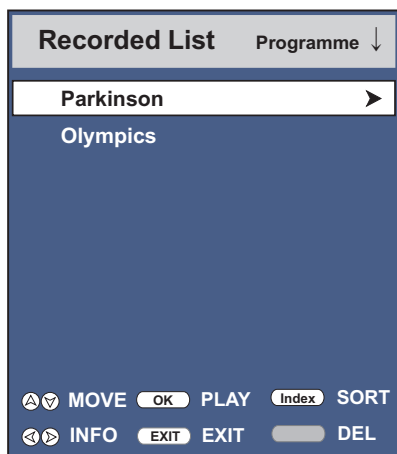 Recorded List Programme ↓
Parkinson
Olympics
MOVE OK PLAY Index SORT
INFO EXIT EXIT DEL